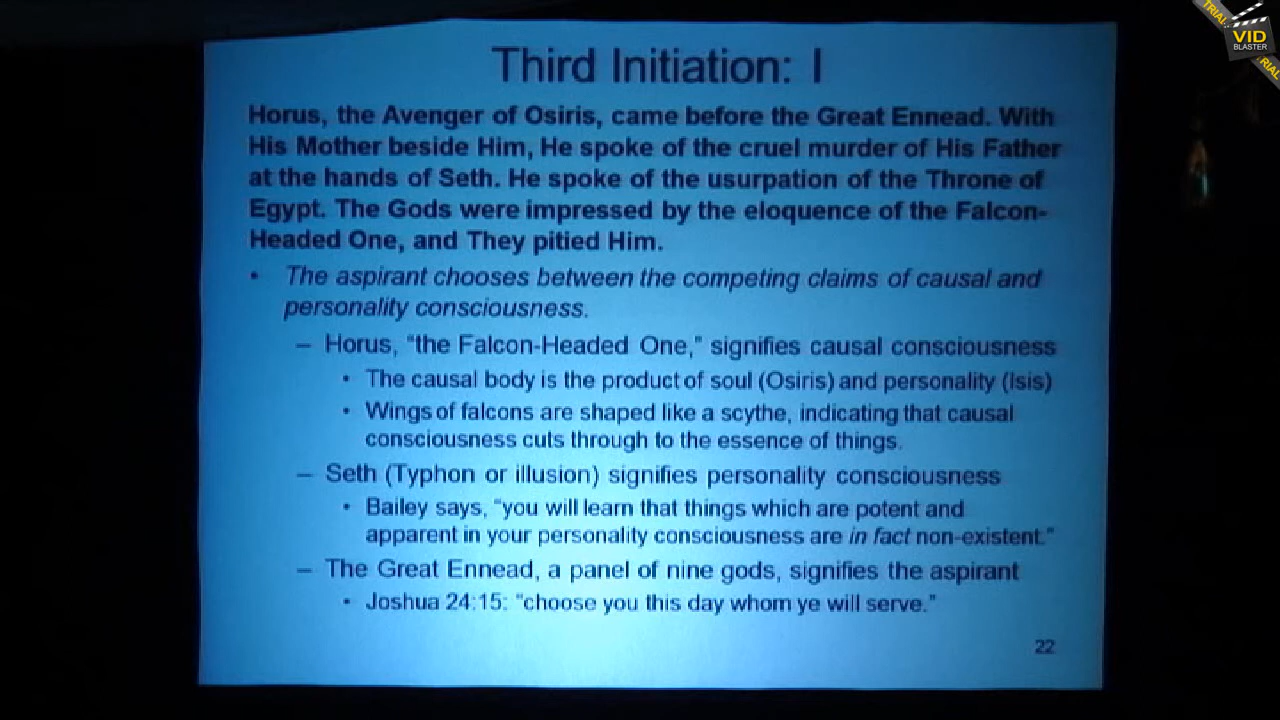 TRIAL
VID
BLASTER
TRIAL
Third Initiation: I
Horus, the Avenger of Osiris, came before the Great Ennead. With
His Mother beside Him, He spoke of the cruel murder of His Father
at the hands of Seth. He spoke of the usurpation of the Throne of
Egypt. The Gods were impressed by the eloquence of the Falcon-
Headed One, and They pitied Him.
• The aspirant chooses between the competing claims of causal and
personality consciousness.
– Horus, “the Falcon-Headed One,” signifies causal consciousness
• The causal body is the product of soul (Osiris) and personality (Isis)
• Wings of falcons are shaped like a scythe, indicating that causal
consciousness cuts through to the essence of things.
– Seth (Typhon or illusion) signifies personality consciousness
• Bailey says, “you will learn that things which are potent and
apparent in your personality consciousness are in fact non-existent.”
– The Great Ennead, a panel of nine gods, signifies the aspirant
• Joshua 24:15: “choose you this day whom ye will serve.”
22